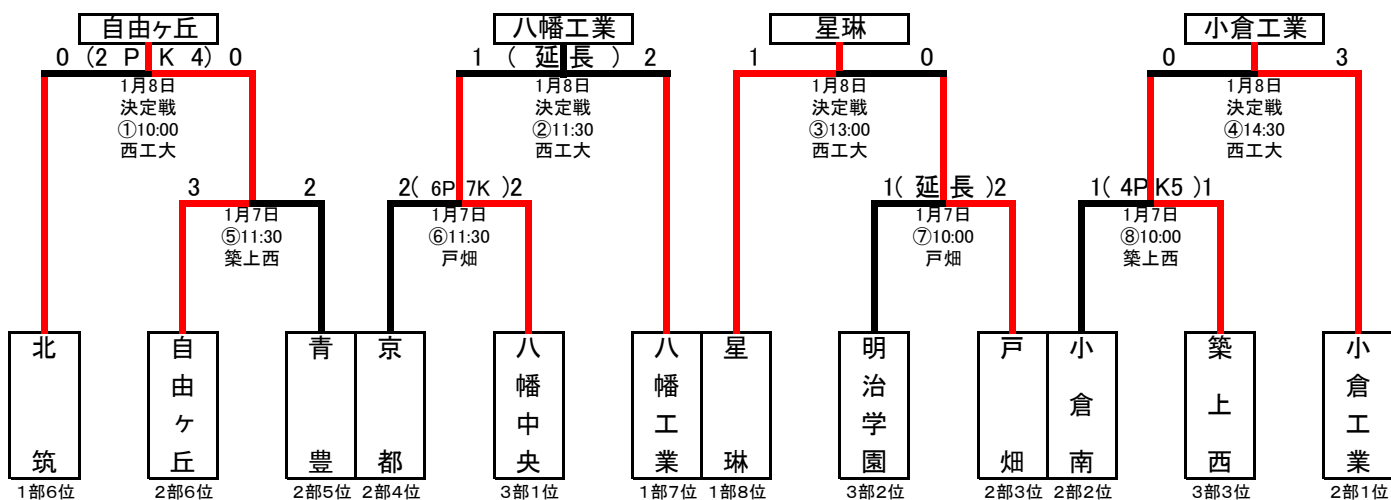 自由ヶ丘
八幡工業
星琳
小倉工業
0 (2 P K 4) 0
1 ( 延長 ) 2
1 0
0 3
1月8日
決定戦
①10:00
西工大
1月8日
決定戦
②11:30
西工大
1月8日
決定戦
③13:00
西工大
1月8日
決定戦
④14:30
西工大
3 2
2( 6P 7K )2
1( 延長 )2
1( 4PK5 )1
1月7日
⑤11:30
築上西
1月7日
⑥11:30
戸畑
1月7日
⑦10:00
戸畑
1月7日
⑧10:00
築上西
北筑
自由ヶ丘
青豊
京都
八幡中央
八幡工業
星琳
明治学園
戸畑
小倉南
築上西
小倉工業
1部6位
2部6位
2部5位
2部4位
3部1位
1部7位
1部8位
3部2位
2部3位
2部2位
3部3位
2部1位